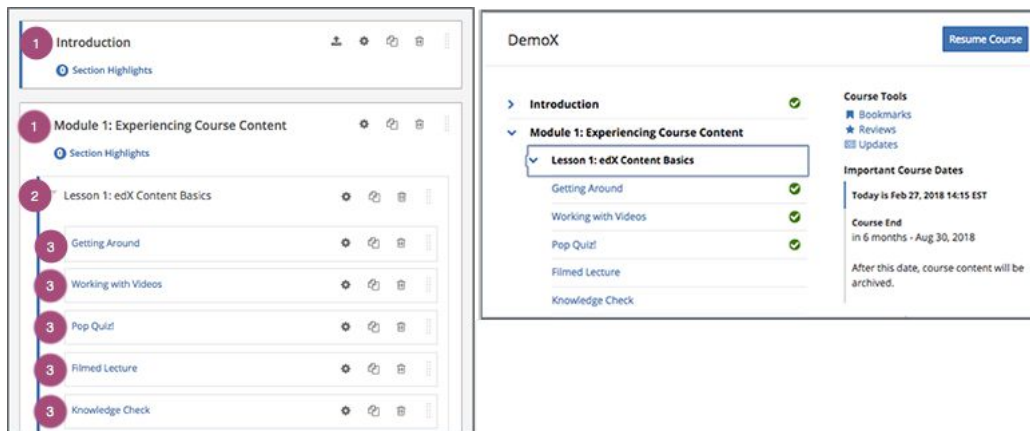 1 Introduction
0 Section Highlights
1 Module 1: Experiencing Course Content
0 Section Highlights
2 Lesson 1: edX Content Basics
3 Getting Around
3 Working with Videos
3 Pop Quiz!
3 Filmed Lecture
3 Knowledge Check
DemoX
Resume Course
Introduction
Module 1: Experiencing Course Content
Lesson 1: edX Content Basics
Getting Around
Working with Videos
Pop Quiz!
Filmed Lecture
Knowledge Check
Course Tools
Bookmarks
Reviews
Updates
Important Course Dates
Today is Feb 27, 2018 14:15 EST
Course End
in 6 months - Aug 30, 2018
After this date, course content will be
archived.